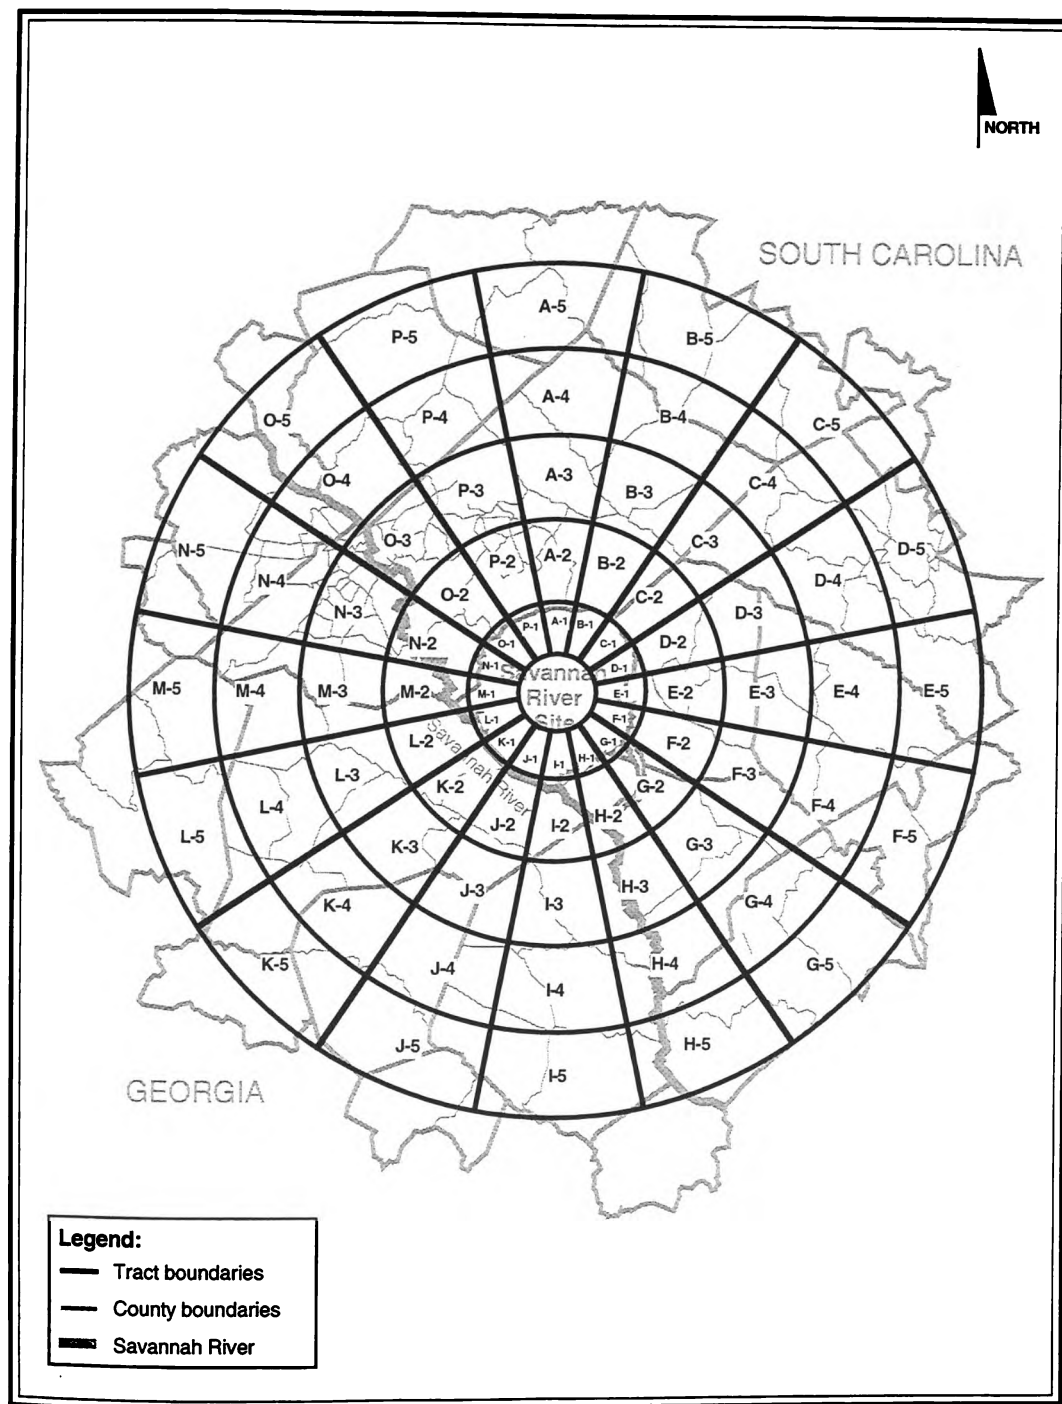 NORTH
SOUTH CAROLINA
A-5
P-5
B-5
A-4
P-4
B-4
O-5
C-5
A-3
O-4
C-4
P-3
B-3
O-3
C-3
N-5
D-5
P-2
A-2
B-2
N-4
D-4
O-2
C-2
N-3
D-3
P-1
A-1
B-1
N-2
O-1
C-1
D-2
N-1
Savannah
D-1
M-5
M-4
M-3
M-2
M-1
River
E-1
E-2
E-3
E-4
E-5
Site
L-1
F-1
L-2
K-1
G-1
F-2
J-1
I-1
H-1
Savannah River
L-3
F-3
K-2
G-2
L-4
F-4
J-2
I-2
H-2
L-5
F-5
K-3
G-3
J-3
H-3
K-4
I-3
G-4
K-5
J-4
H-4
G-5
I-4
J-5
H-5
I-5
GEORGIA
Legend:
Tract boundaries
County boundaries
Savannah River